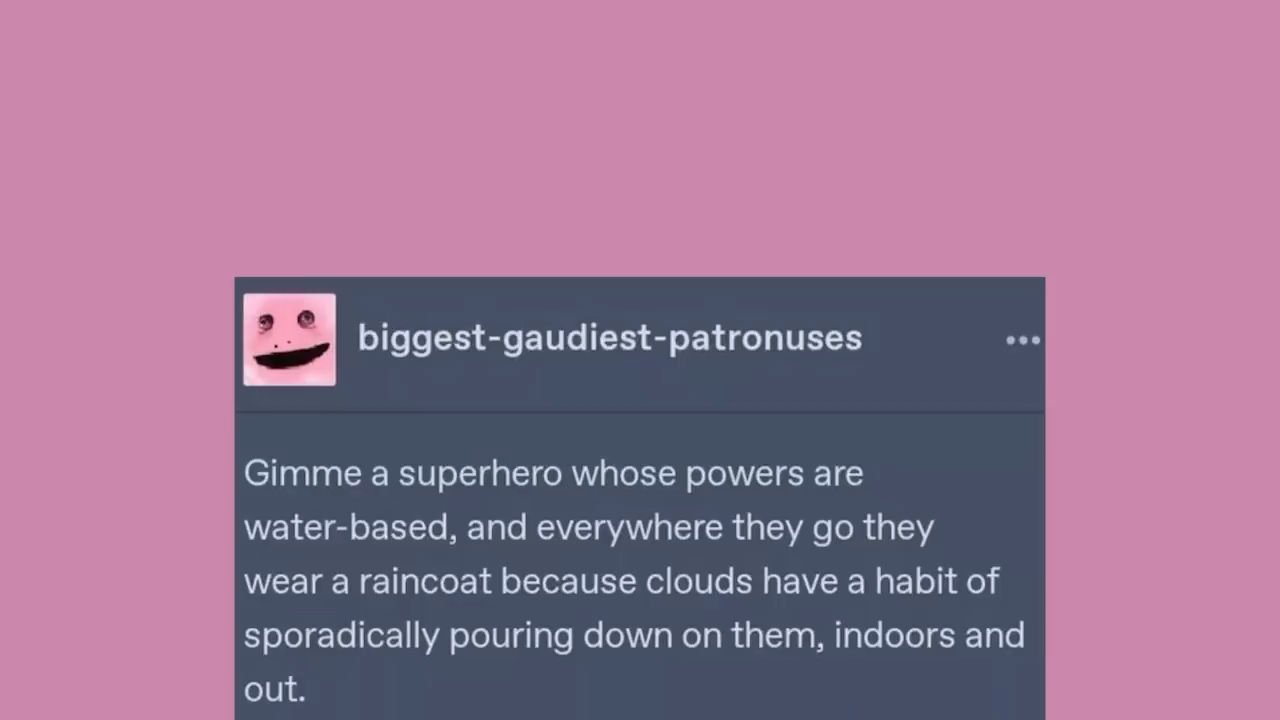 biggest-gaudiest-patronuses
Gimme a superhero whose powers are
water-based, and everywhere they go they
wear a raincoat because clouds have a habit of
sporadically pouring down on them, indoors and
out.